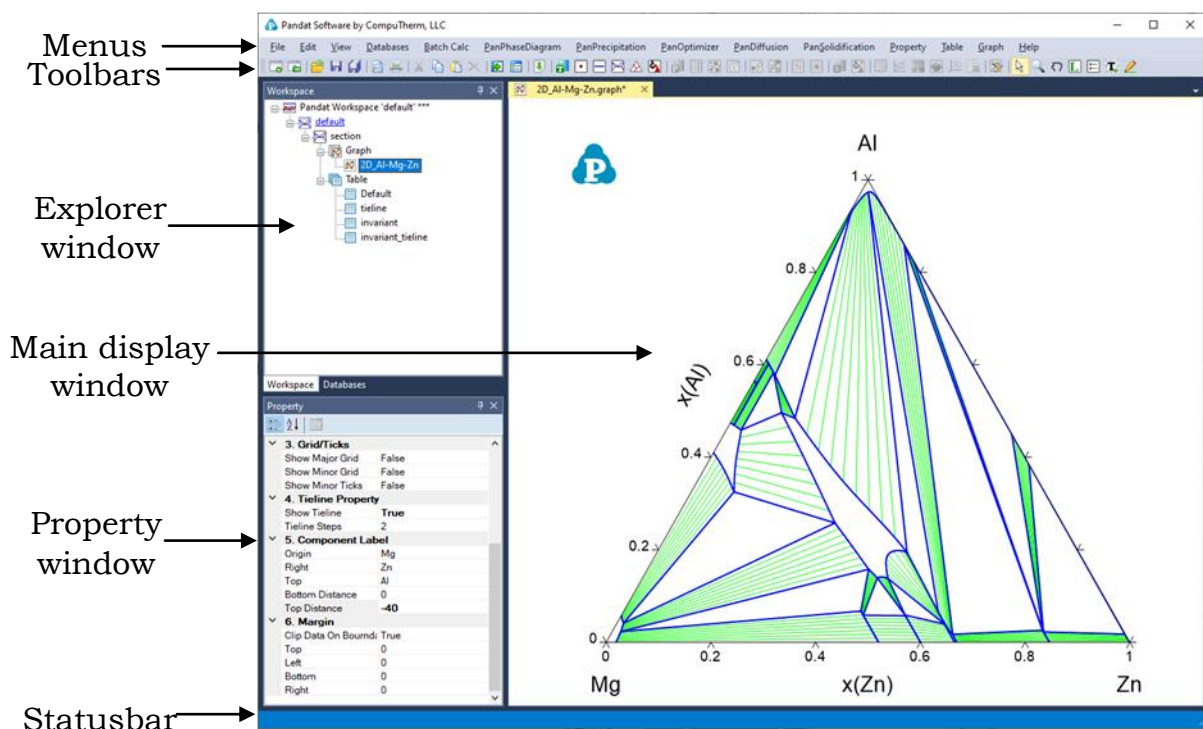 Pandat Software by CompuTherm, LLC
Menus
File Edit View Databases Batch Calc PanPhaseDiagram PanPrecipitation PanOptimizer PanDiffusion PanSolidification Property Table Graph Help
Toolbars
Workspace
2D_Al-Mg-Zn.graph*
Pandat Workspace 'default' ***
default
section
Graph
2D_Al-Mg-Zn
Table
Default
tieline
invariant
invariant_tieline
Explorer
window
Main display
window
Workspace Databases
Property
3. Grid/Ticks
Show Major Grid False
Show Minor Grid False
Show Minor Ticks False
4. Tieline Property
Show Tieline True
Tieline Steps 2
5. Component Label
Origin Mg
Right Zn
Top Al
Bottom Distance 0
Top Distance -40
6. Margin
Clip Data On Bounda True
Top 0
Left 0
Bottom 0
Right 0
Property
window
Statusbar
P
Al
1
0.8
0.6
x(Al)
0.4
0.2
0
0 0.2 0.4 0.6 0.8 1
Mg x(Zn) Zn